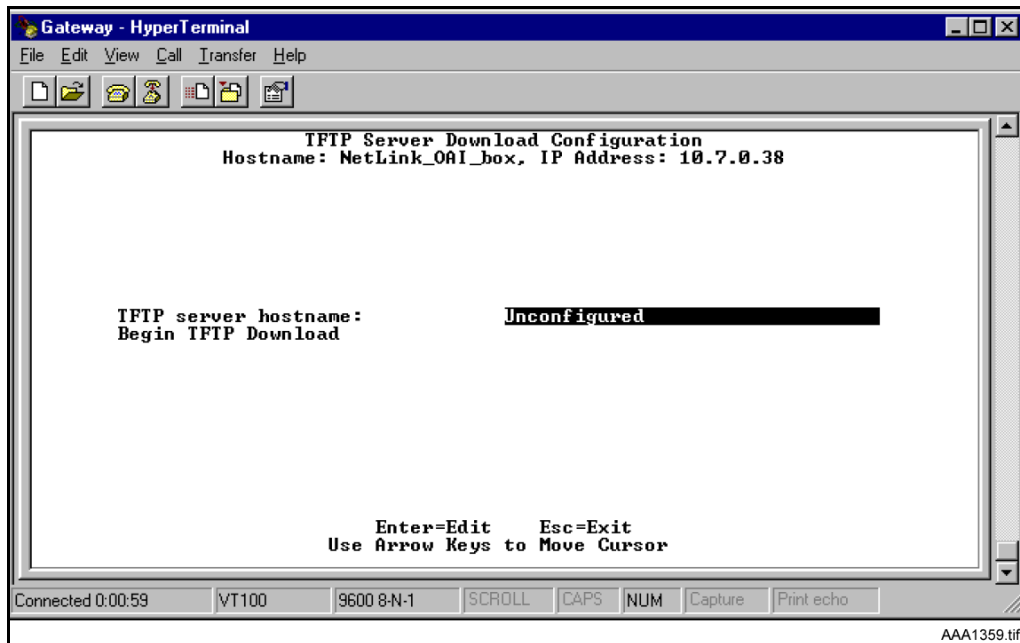 Gateway - HyperTerminal
File Edit View Call Transfer Help
TFTP Server Download Configuration
Hostname: NetLink_OAI_box, IP Address: 10.7.0.38
TFTP server hostname: Unconfigured
Begin TFTP Download
Enter=Edit Esc=Exit
Use Arrow Keys to Move Cursor
Connected 0:00:59 VT100 9600 8-N-1 SCROLL CAPS NUM Capture Print echo
AAA1359.tif